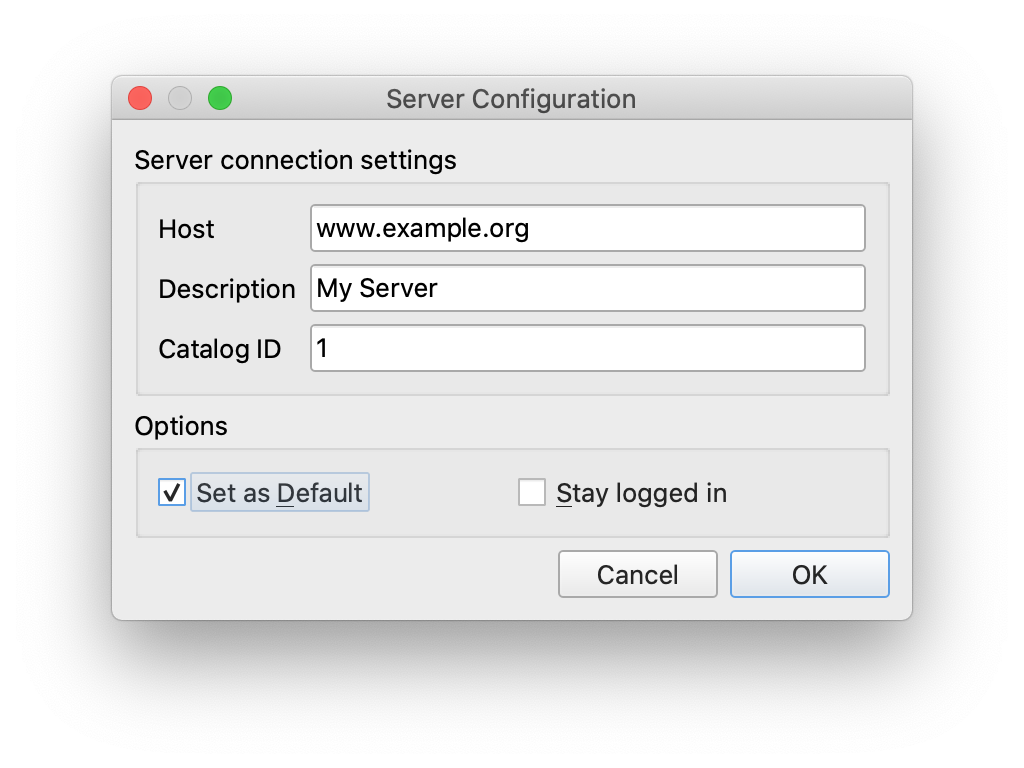 Server Configuration
Server connection settings
Host www.example.org
Description My Server
Catalog ID 1
Options
Set as Default Stay logged in
Cancel OK